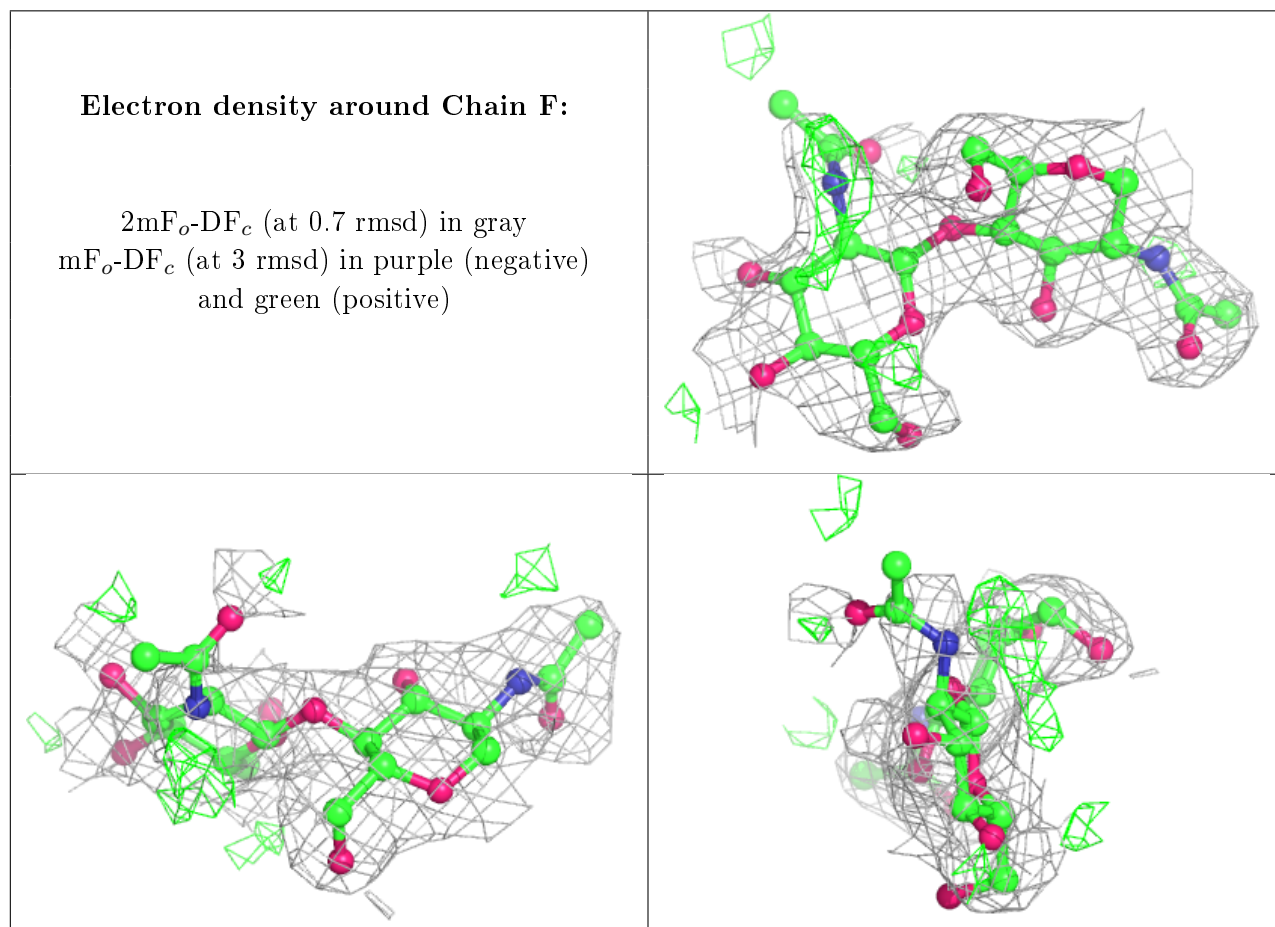 Electron density around Chain F:
2mFo-DFc (at 0.7 rmsd) in gray
mFo-DFc (at 3 rmsd) in purple (negative)
and green (positive)